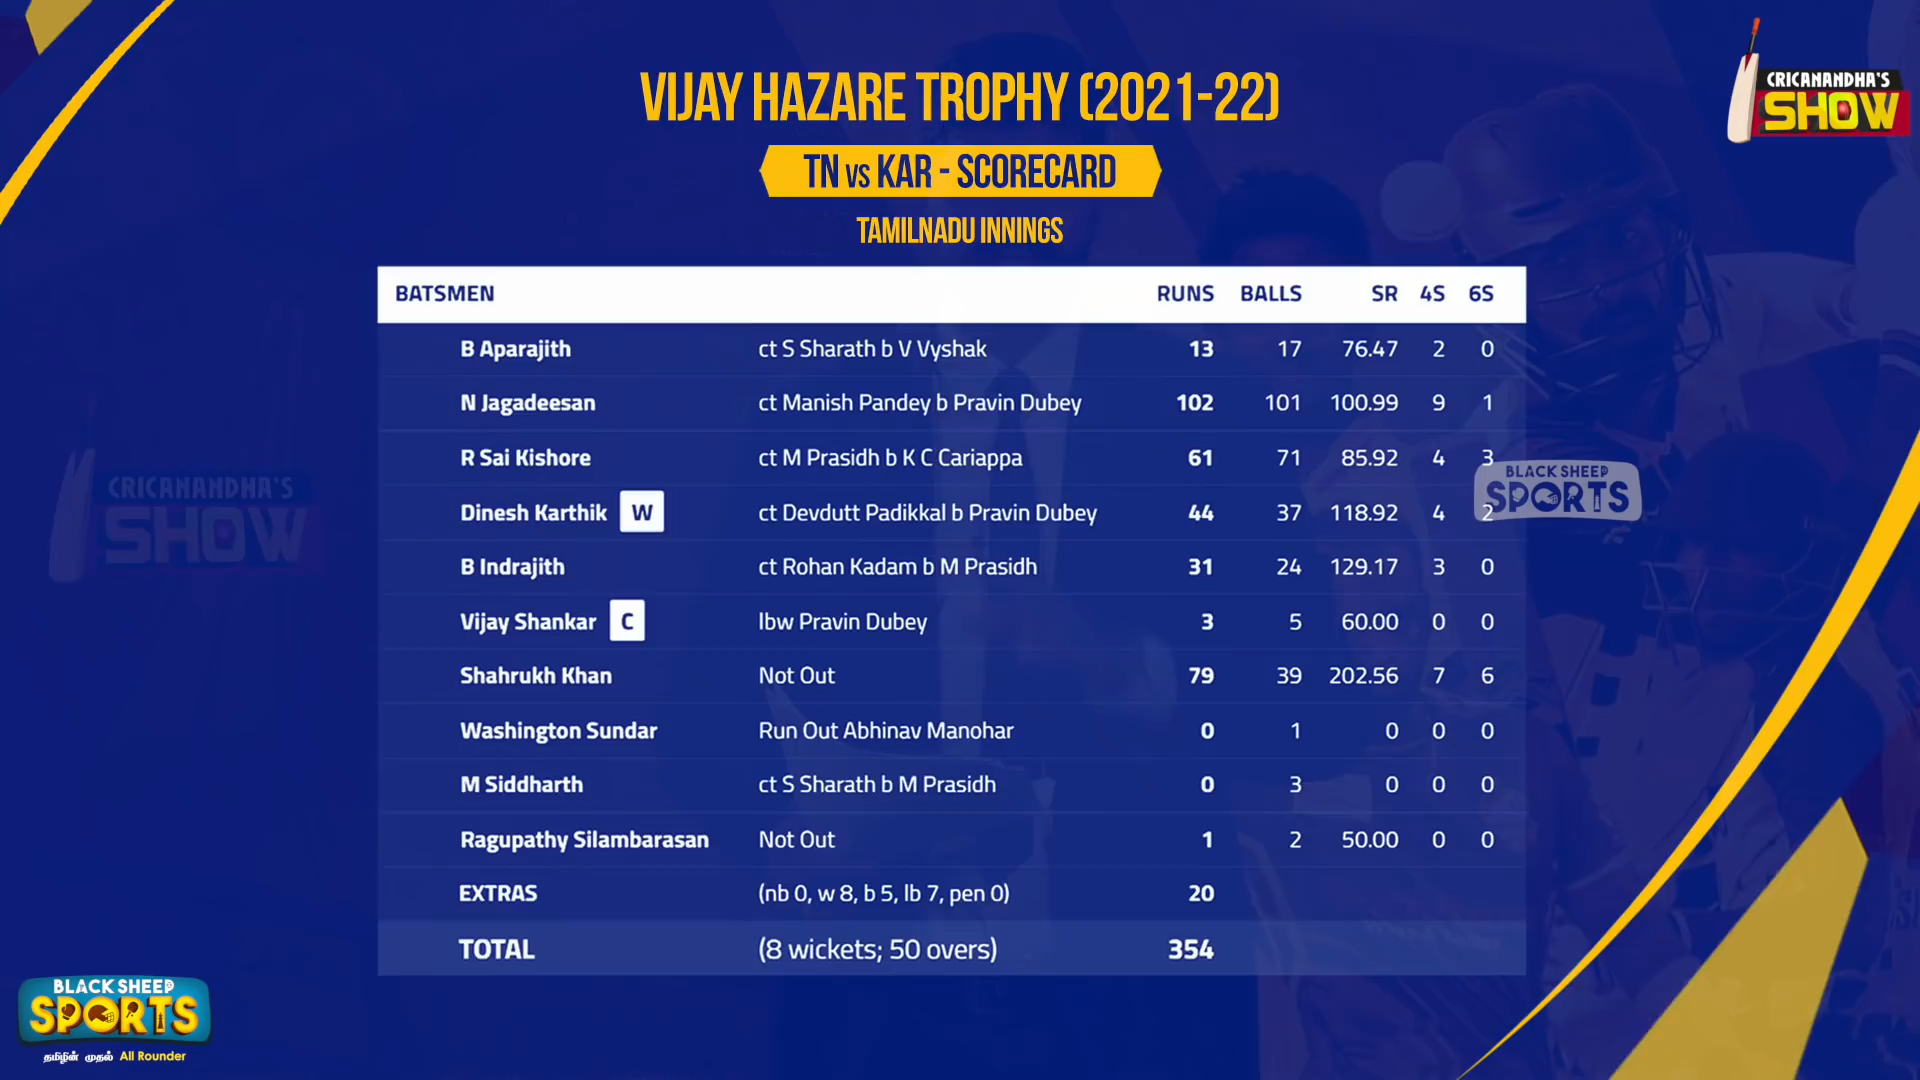 VIJAY HAZARE TROPHY (2021-22)
CRICANANDHA'S
SHOW
TN VS KAR - SCORECARD
TAMILNADU INNINGS
BATSMEN RUNS BALLS SR 4S 6S
B Aparajith ct S Sharath b V Vyshak 13 17 76.47 2 0
N Jagadeesan ct Manish Pandey b Pravin Dubey 102 101 100.99 9 1
R Sai Kishore ct M Prasidh b K C Cariappa 61 71 85.92 4 3
CRICANANDHA'S
SHOW
BLACK SHEEP
SPORTS
Dinesh Karthik W ct Devdutt Padikkal b Pravin Dubey 44 37 118.92 4 2
B Indrajith ct Rohan Kadam b M Prasidh 31 24 129.17 3 0
Vijay Shankar C lbw Pravin Dubey 3 5 60.00 0 0
Shahrukh Khan Not Out 79 39 202.56 7 6
Washington Sundar Run Out Abhinav Manohar 0 1 0 0 0
M Siddharth ct S Sharath b M Prasidh 0 3 0 0 0
Ragupathy Silambarasan Not Out 1 2 50.00 0 0
EXTRAS (nb 0, w 8, b 5, lb 7, pen 0) 20
TOTAL (8 wickets; 50 overs) 354
BLACK SHEEP
SPORTS
தமிழின் முதல் All Rounder